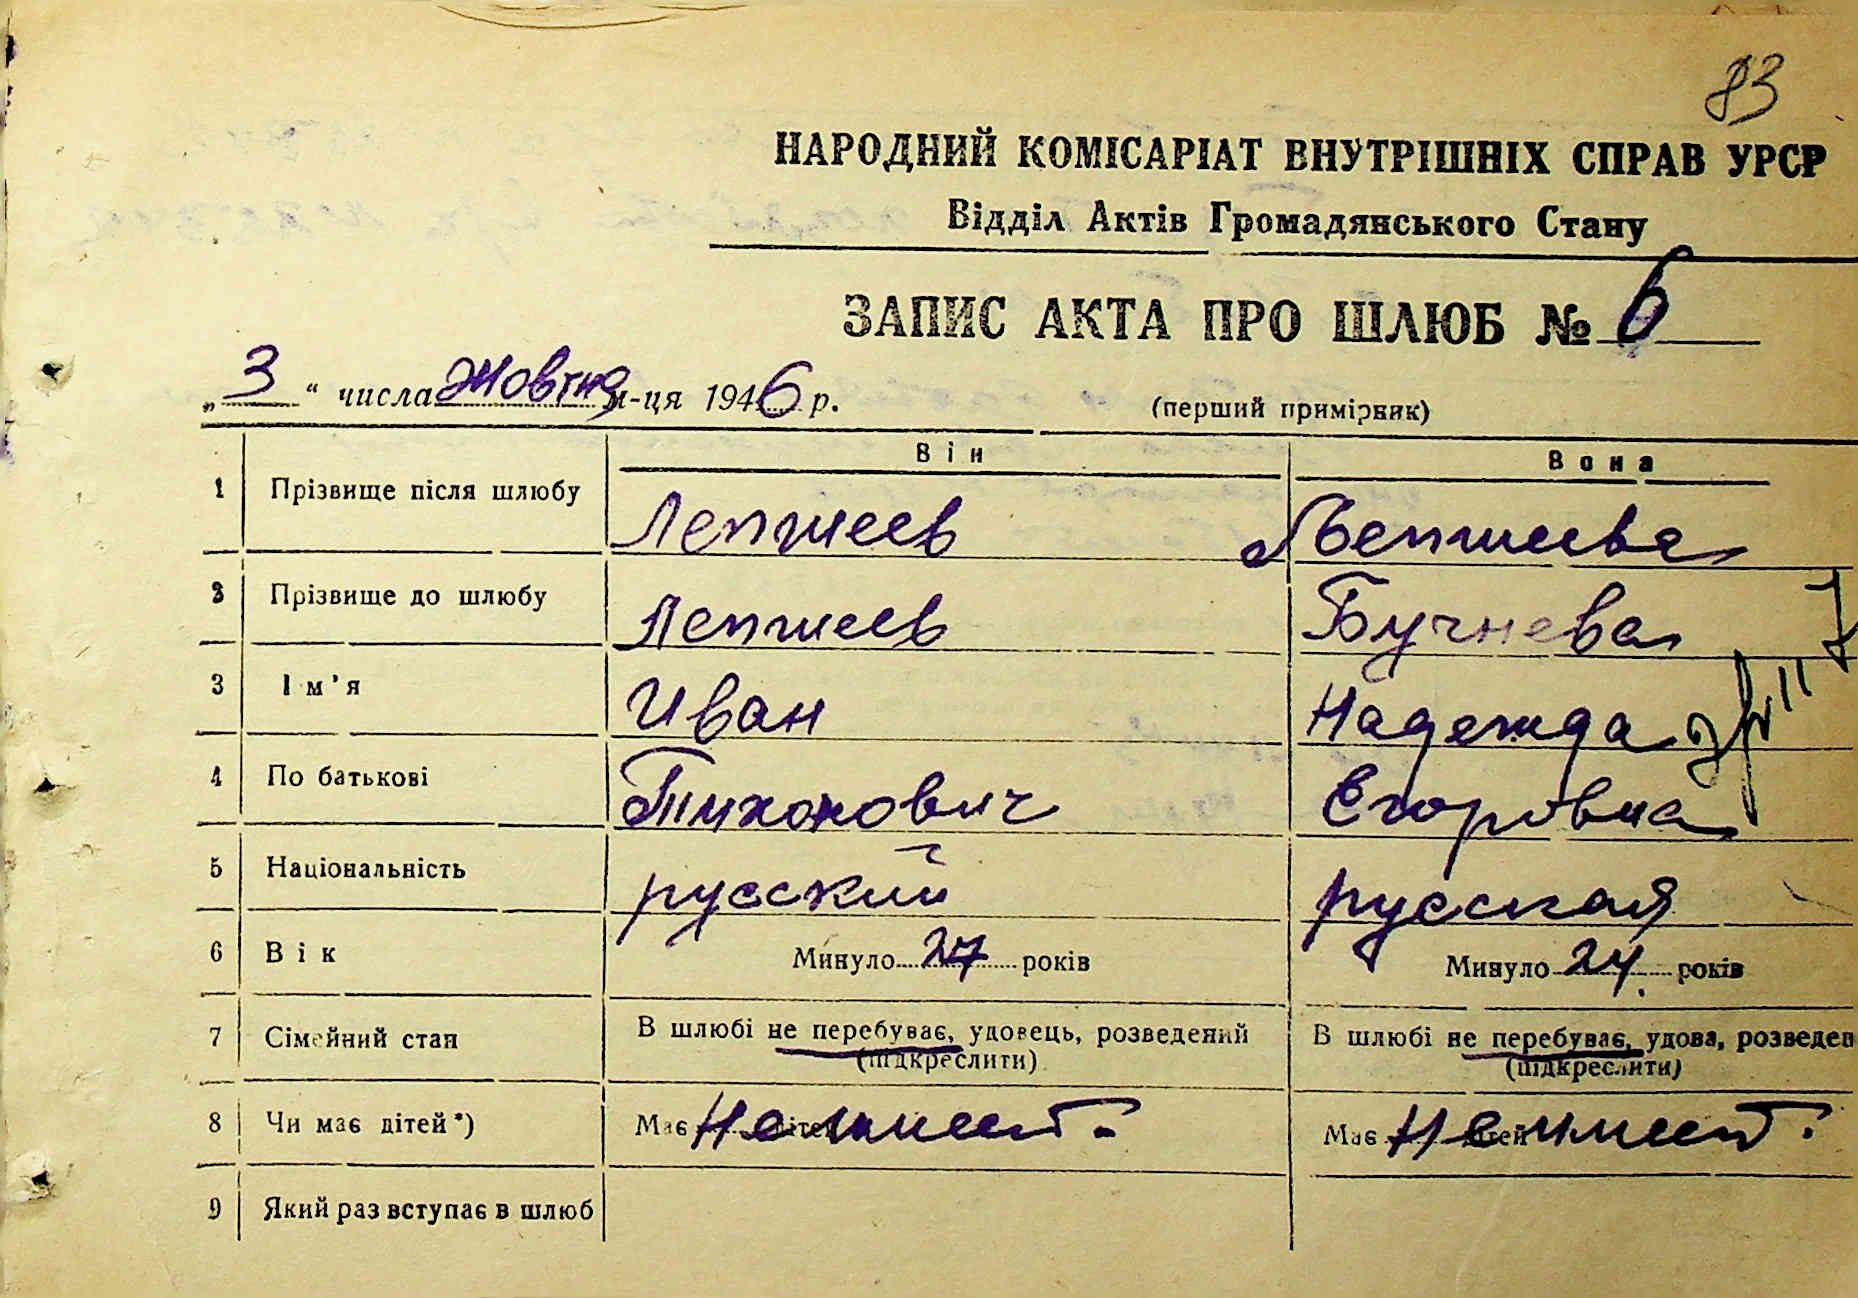 83
НАРОДНИЙ КОМІСАРІАТ ВНУТРІШНІХ СПРАВ УРСР
Відділ Актів Громадянського Стану
ЗАПИС АКТА ПРО ШЛЮБ № 6
„ 3 “ числа Жовтня м-ця 1946 р. (перший примірник)
Він Вона
1 Прізвище після шлюбу Лепшеев Лепшеева
2 Прізвище до шлюбу Лепшеев Бучнева
3 Ім'я Иван Надежда
4 По батькові Тихонович Егоровна
5 Національність русский русская
6 Вік Минуло 27 років Минуло 24 років
7 Сімейний стан В шлюбі не перебуває, удовець, розведений В шлюбі не перебуває, удова, розведен
(підкреслити) (підкреслити)
8 Чи має дітей*) Має Не имеет. дітей Має Не имеет. дітей
9 Який раз вступає в шлюб